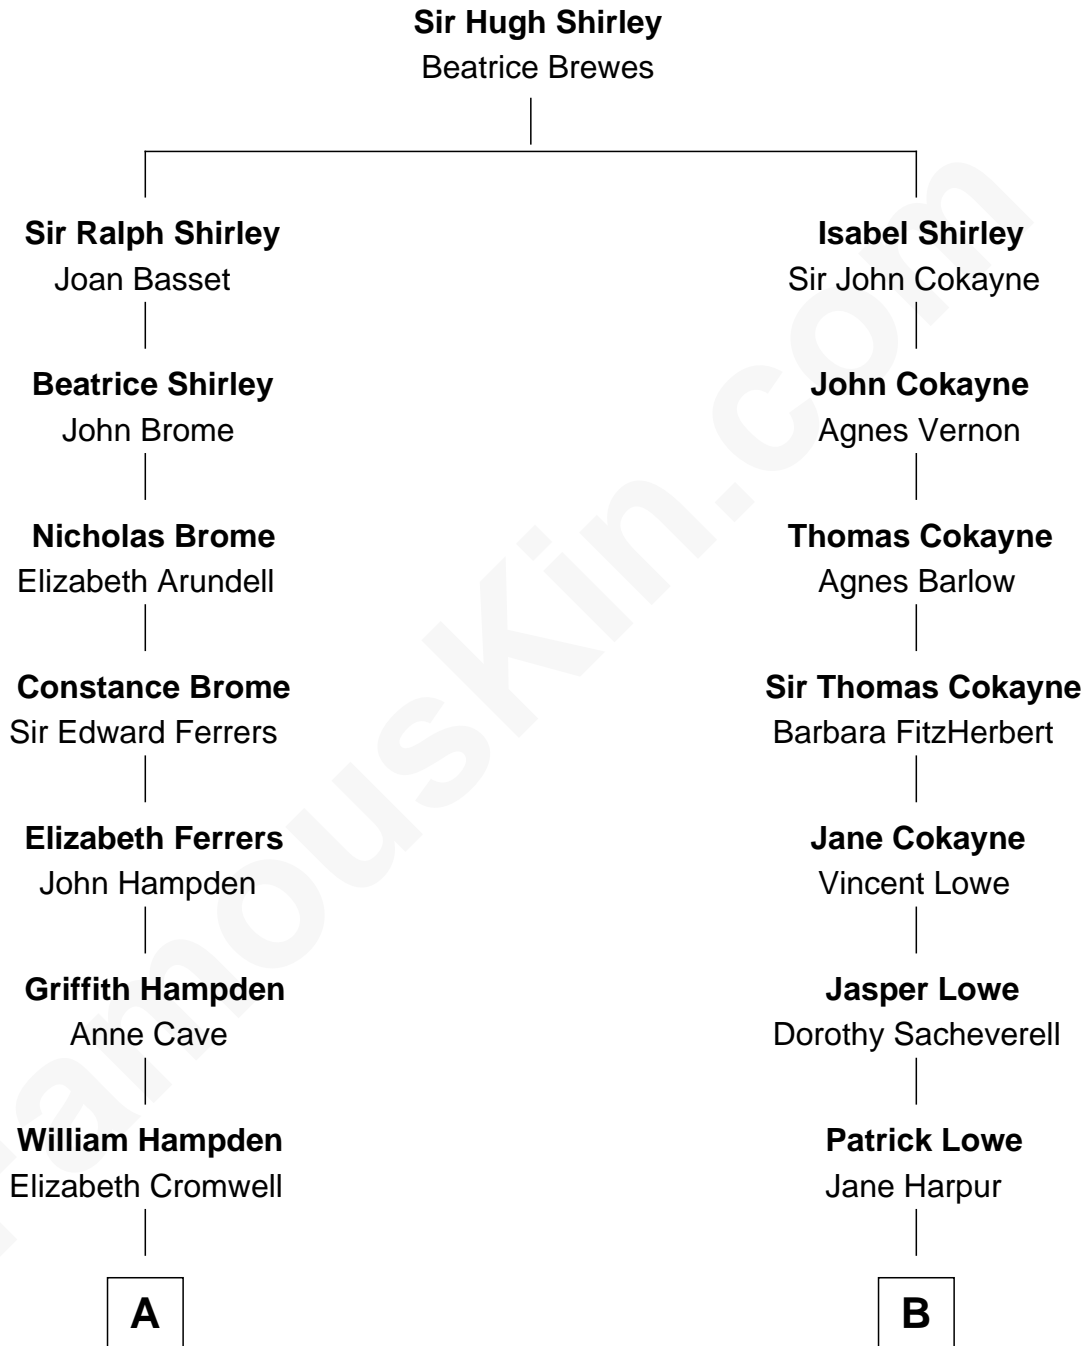 Sir Hugh Shirley
Beatrice Brewes
Sir Ralph Shirley
Joan Basset
Beatrice Shirley
John Brome
Nicholas Brome
Elizabeth Arundell
Constance Brome
Sir Edward Ferrers
Elizabeth Ferrers
John Hampden
Griffith Hampden
Anne Cave
William Hampden
Elizabeth Cromwell
A
Isabel Shirley
Sir John Cokayne
John Cokayne
Agnes Vernon
Thomas Cokayne
Agnes Barlow
Sir Thomas Cokayne
Barbara FitzHerbert
Jane Cokayne
Vincent Lowe
Jasper Lowe
Dorothy Sacheverell
Patrick Lowe
Jane Harpur
B
FamousKin.com